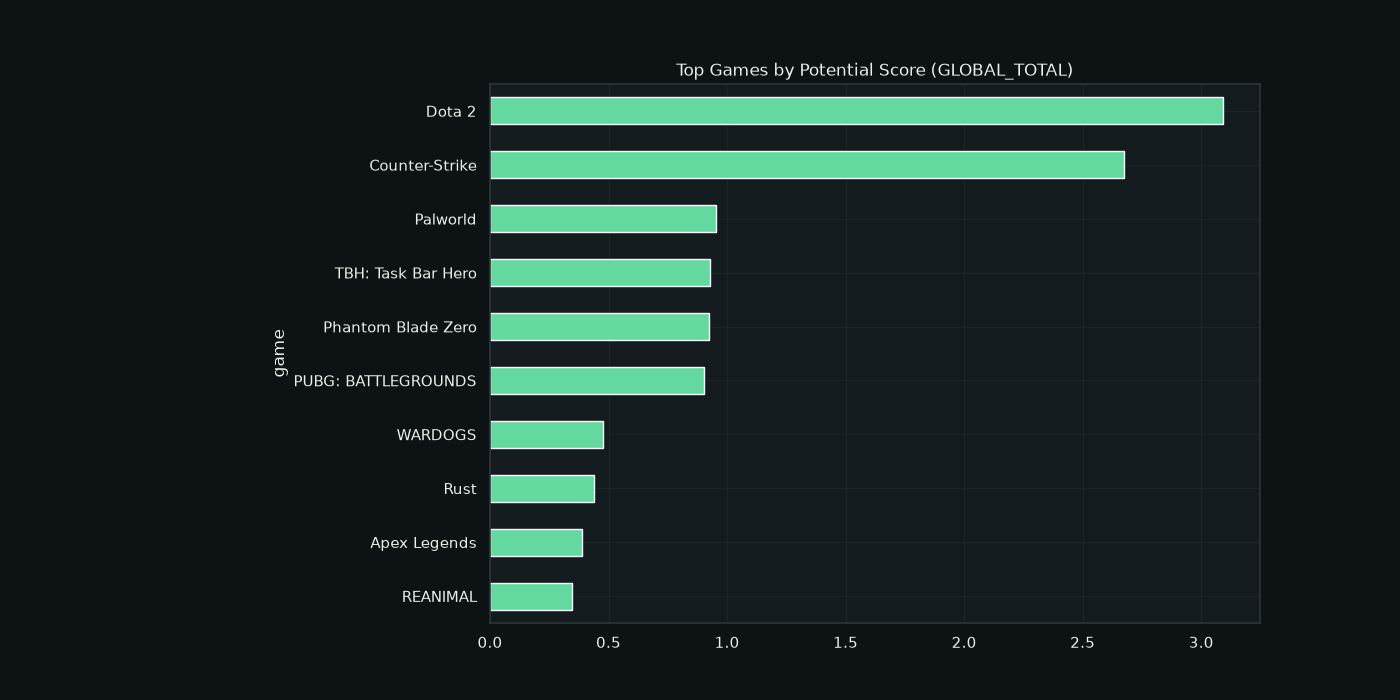 Top Games by Potential Score (GLOBAL_TOTAL)
Dota 2
Counter-Strike
Palworld
TBH: Task Bar Hero
Phantom Blade Zero
game
PUBG: BATTLEGROUNDS
WARDOGS
Rust
Apex Legends
REANIMAL
0.0 0.5 1.0 1.5 2.0 2.5 3.0